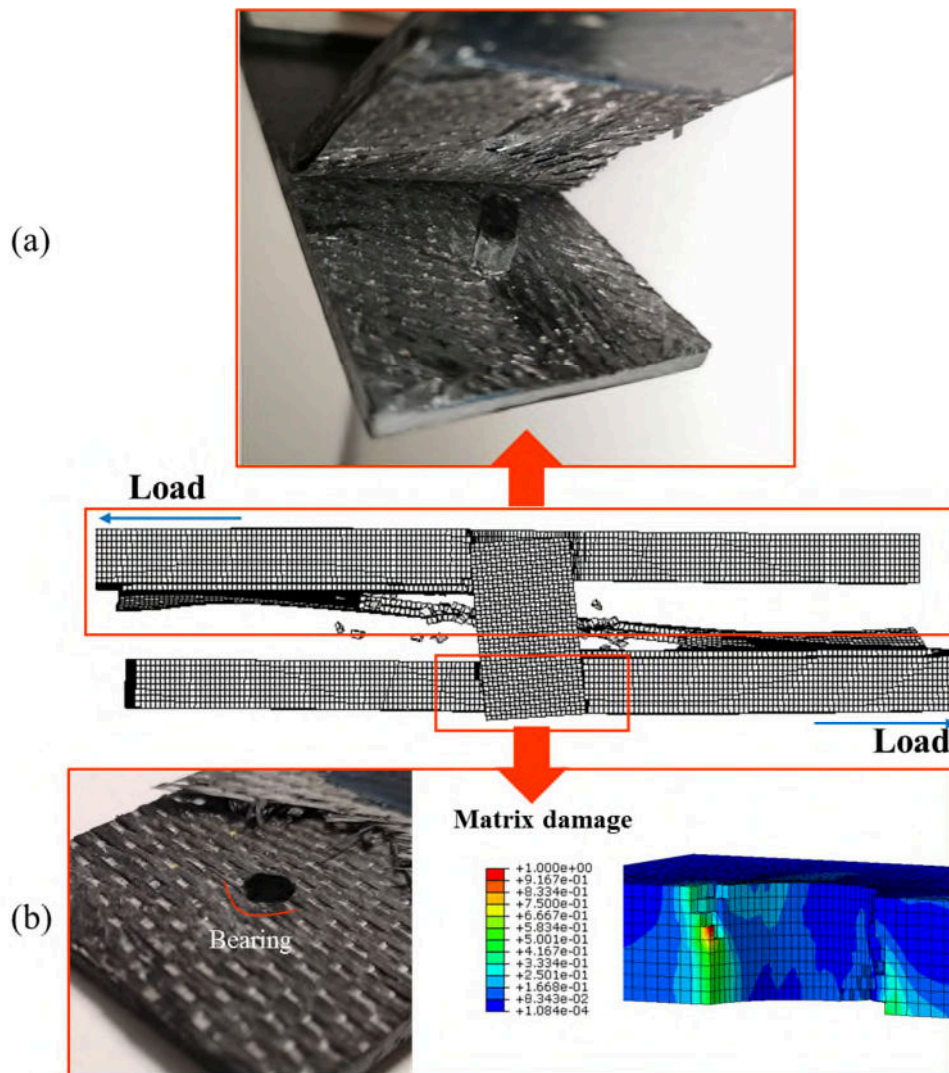 (a)
Load
Load
Matrix damage
+1.000e+00
+9.167e-01
+8.334e-01
+7.500e-01
+6.667e-01
+5.834e-01
+5.001e-01
+4.167e-01
+3.334e-01
+2.501e-01
+1.668e-01
+8.343e-02
+1.084e-04
(b)
Bearing